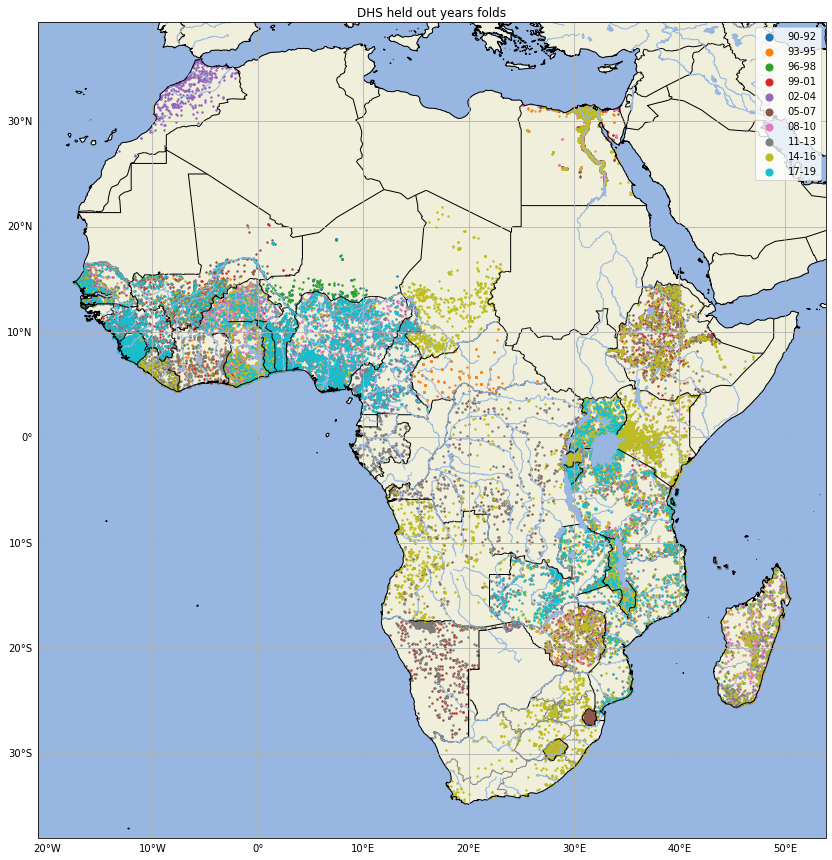 DHS held out years folds
90-92
93-95
96-98
99-01
02-04
05-07
08-10
11-13
14-16
17-19
30°N
20°N
10°N
0°
10°S
20°S
30°S
20°W
10°W
0°
10°E
20°E
30°E
40°E
50°E